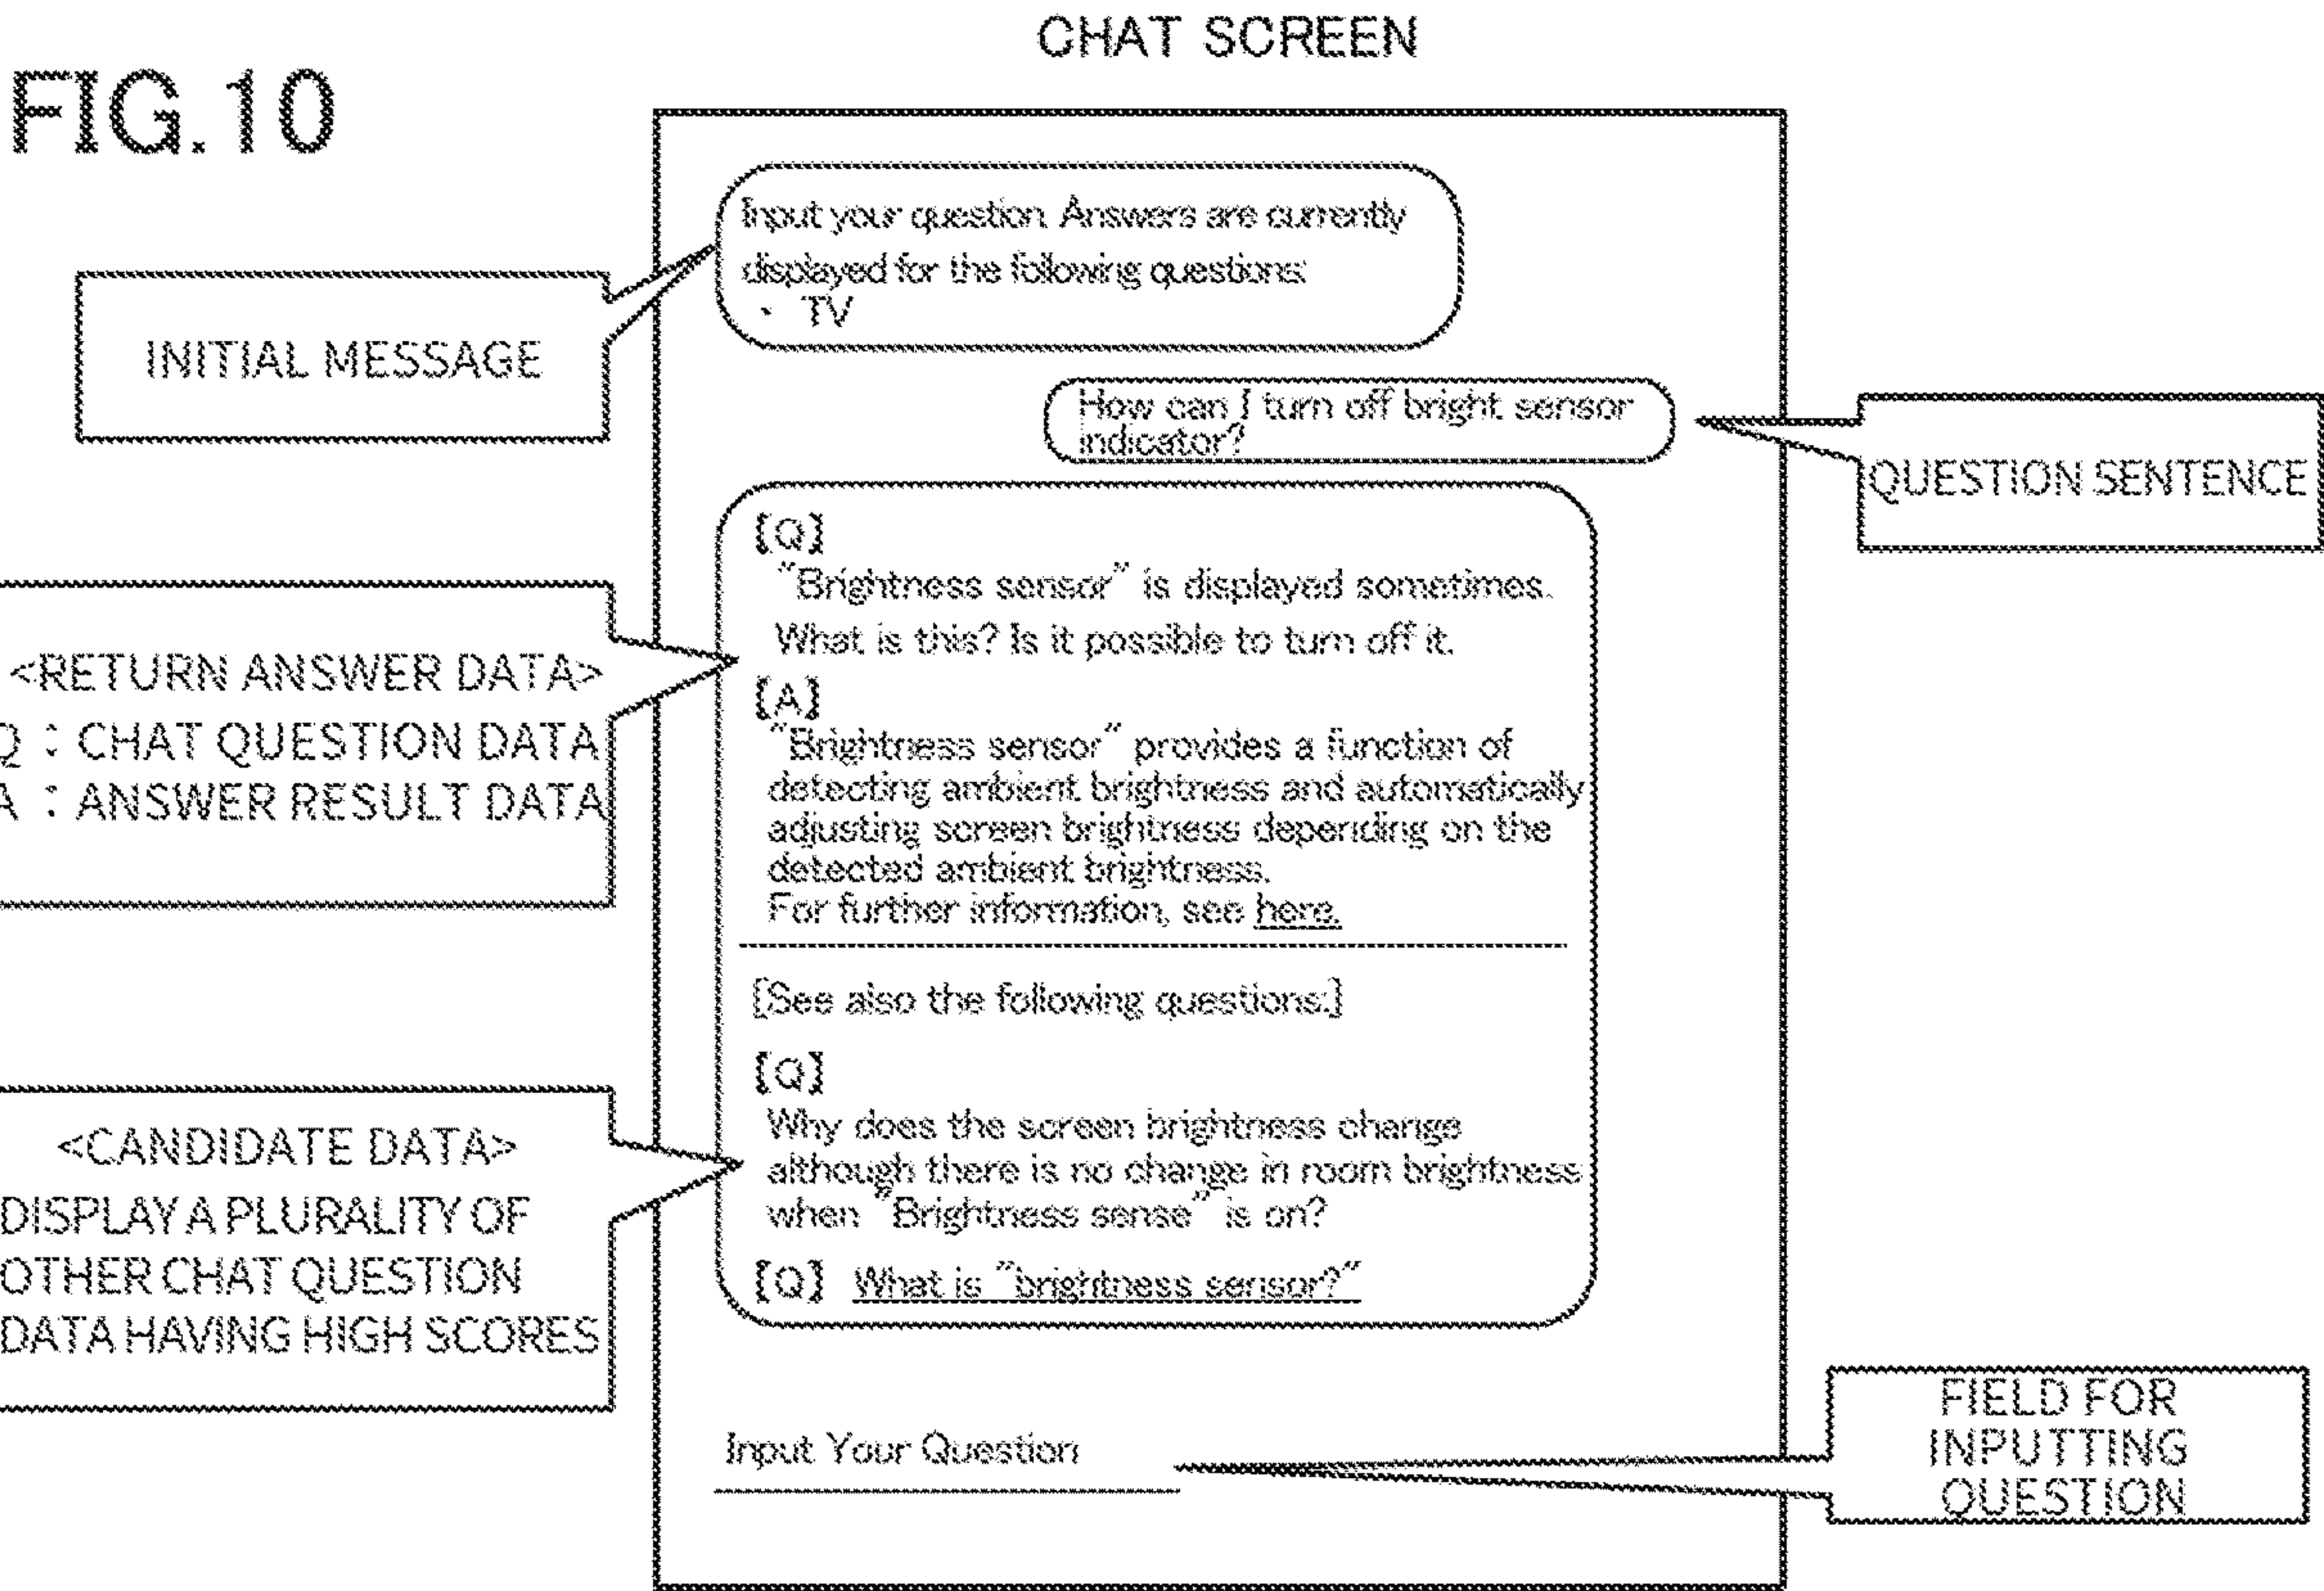 CHAT SCREEN
FIG.10
Input your question. Answers are currently
displayed for the following questions:
・ TV
INITIAL MESSAGE
How can I turn off bright sensor
indicator?
QUESTION SENTENCE
[Q]
"Brightness sensor" is displayed sometimes.
What is this? Is it possible to turn off it.
<RETURN ANSWER DATA>
Q : CHAT QUESTION DATA
A : ANSWER RESULT DATA
[A]
"Brightness sensor" provides a function of
detecting ambient brightness and automatically
adjusting screen brightness depending on the
detected ambient brightness.
For further information, see here.
[See also the following questions:]
[Q]
Why does the screen brightness change
although there is no change in room brightness
when "Brightness sense" is on?
[Q] What is "brightness sensor?"
<CANDIDATE DATA>
DISPLAY A PLURALITY OF
OTHER CHAT QUESTION
DATA HAVING HIGH SCORES
Input Your Question
FIELD FOR
INPUTTING
QUESTION